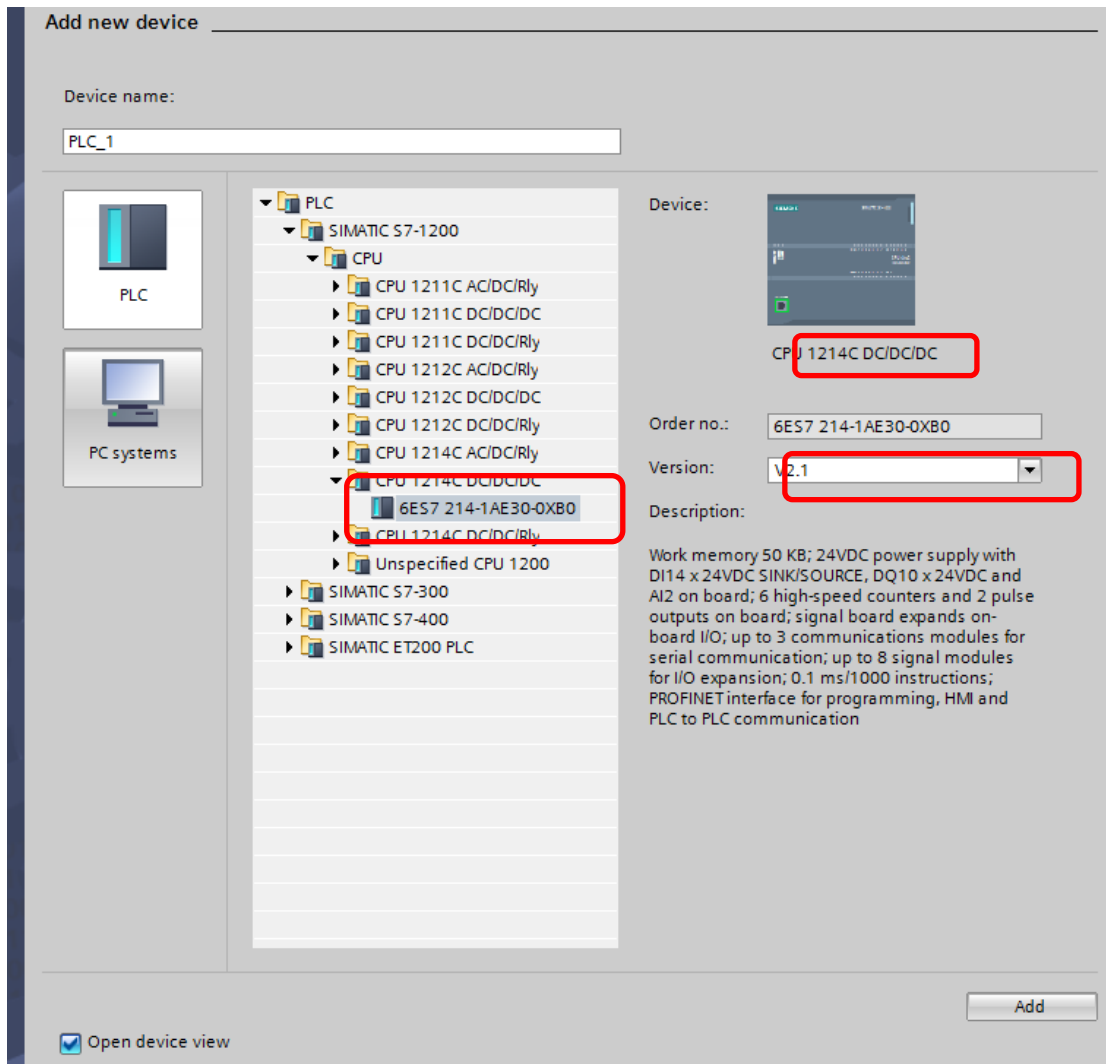 Add new device
Device name:
PLC_1
PLC
PC systems
PLC
SIMATIC S7-1200
CPU
CPU 1211C AC/DC/Rly
CPU 1211C DC/DC/DC
CPU 1211C DC/DC/Rly
CPU 1212C AC/DC/Rly
CPU 1212C DC/DC/DC
CPU 1212C DC/DC/Rly
CPU 1214C AC/DC/Rly
CPU 1214C DC/DC/DC
6ES7 214-1AE30-0XB0
CPU 1214C DC/DC/Rly
Unspecified CPU 1200
SIMATIC S7-300
SIMATIC S7-400
SIMATIC ET200 PLC
Device:
CPU 1214C DC/DC/DC
Order no.:
6ES7 214-1AE30-0XB0
Version:
V2.1
Description:
Work memory 50 KB; 24VDC power supply with
DI14 x 24VDC SINK/SOURCE, DQ10 x 24VDC and
AI2 on board; 6 high-speed counters and 2 pulse
outputs on board; signal board expands on-
board I/O; up to 3 communications modules for
serial communication; up to 8 signal modules
for I/O expansion; 0.1 ms/1000 instructions;
PROFINET interface for programming, HMI and
PLC to PLC communication
Add
Open device view